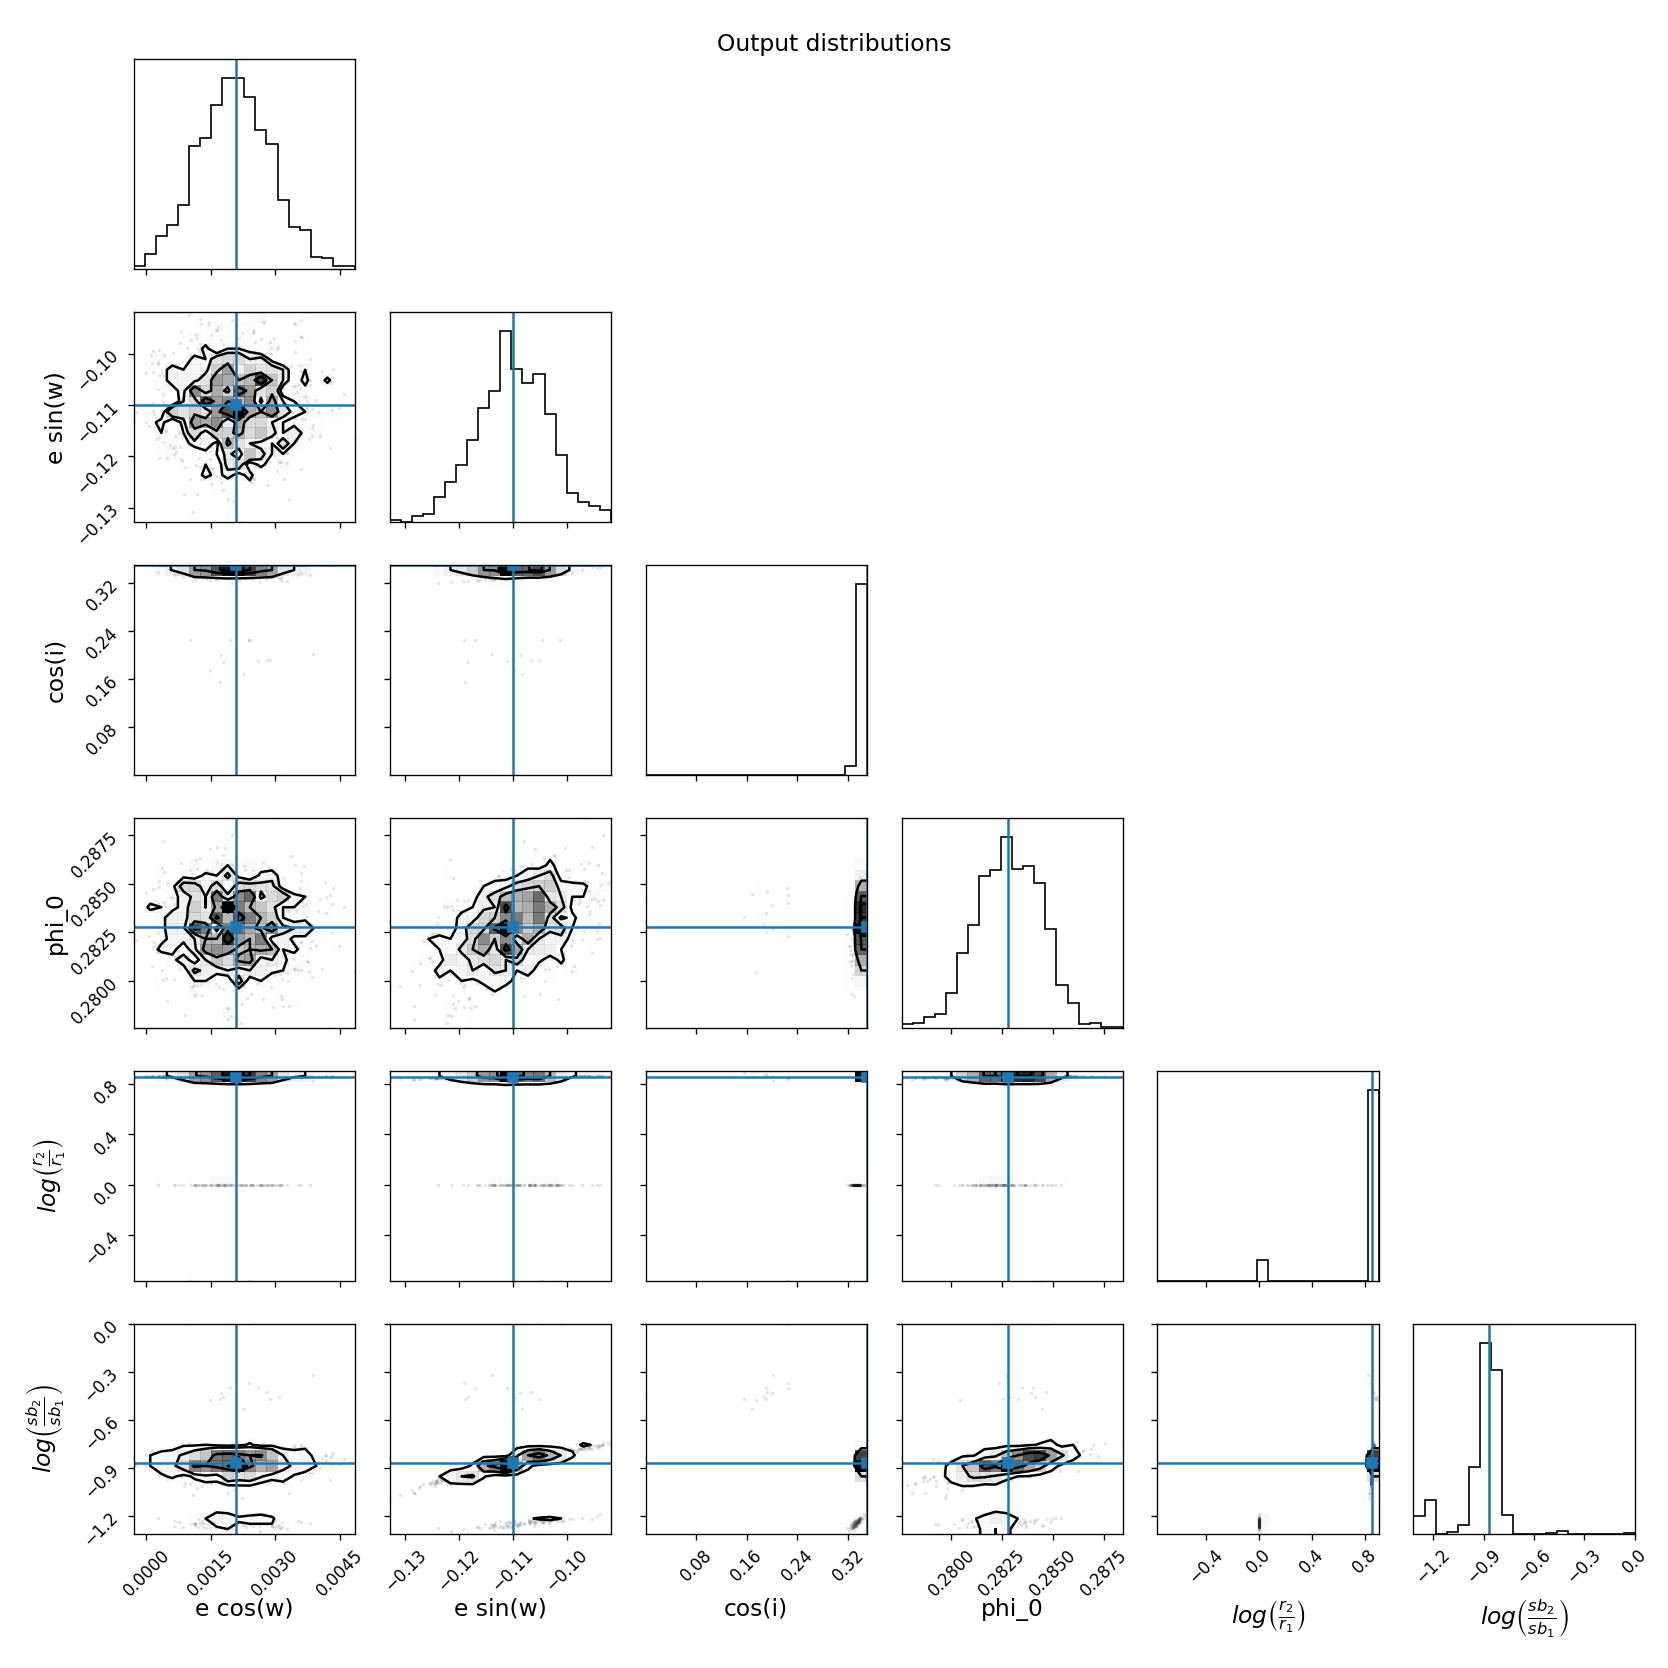 Output distributions
e sin(w)
−0.10
−0.11
−0.12
−0.13
cos(i)
0.32
0.24
0.16
0.08
phi_0
0.2875
0.2850
0.2825
0.2800
log(r₂/r₁)
0.8
0.4
0.0
−0.4
log(sb₂/sb₁)
0.0
−0.3
−0.6
−0.9
−1.2
0.0000 0.0015 0.0030 0.0045 −0.13 −0.12 −0.11 −0.10 0.08 0.16 0.24 0.32 0.2800 0.2825 0.2850 0.2875 −0.4 0.0 0.4 0.8 −1.2 −0.9 −0.6 −0.3 0.0
e cos(w) e sin(w) cos(i) phi_0 log(r₂/r₁) log(sb₂/sb₁)